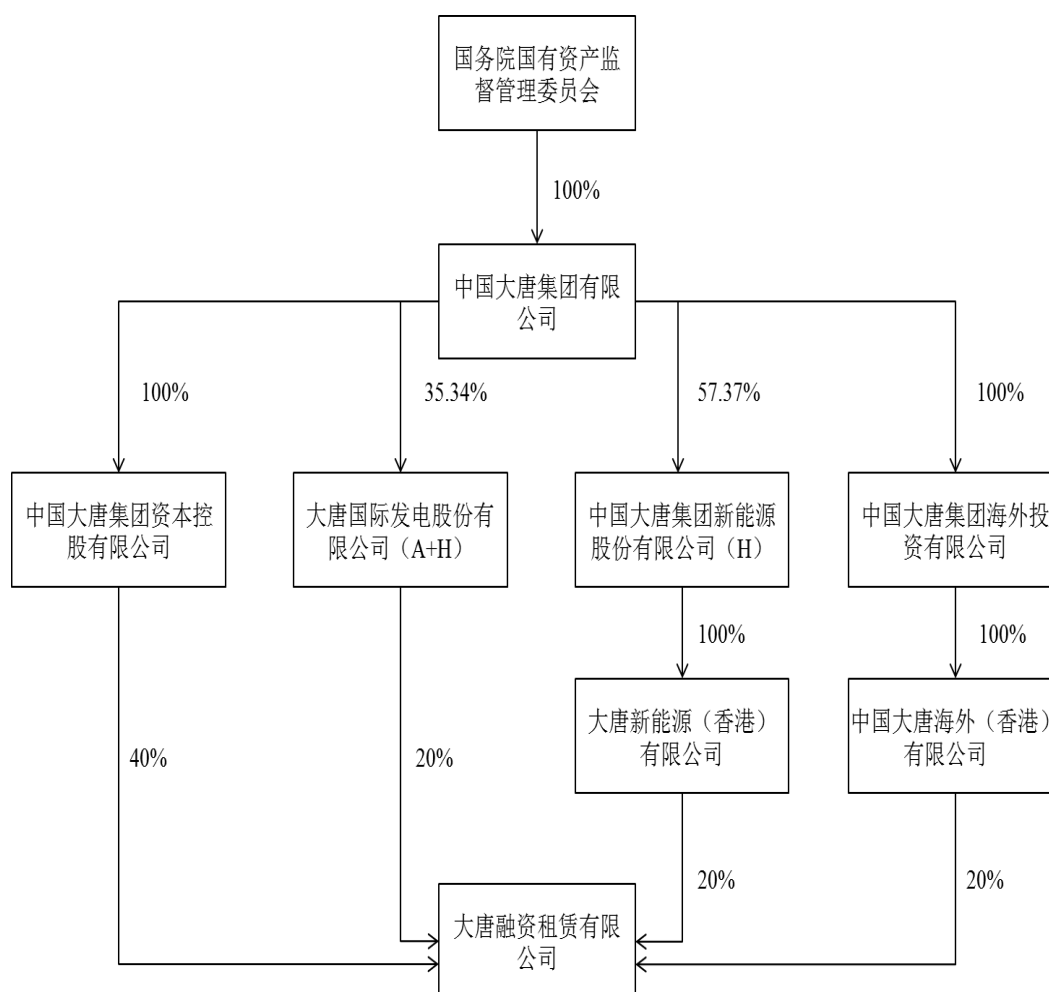 国务院国有资产监
督管理委员会
100%
中国大唐集团有限
公司
100%
35.34%
57.37%
100%
中国大唐集团资本控
股有限公司
大唐国际发电股份有
限公司（A+H）
中国大唐集团新能源
股份有限公司（H）
中国大唐集团海外投
资有限公司
100%
100%
大唐新能源（香港）
有限公司
中国大唐海外（香港）
有限公司
40%
20%
20%
20%
大唐融资租赁有限
公司